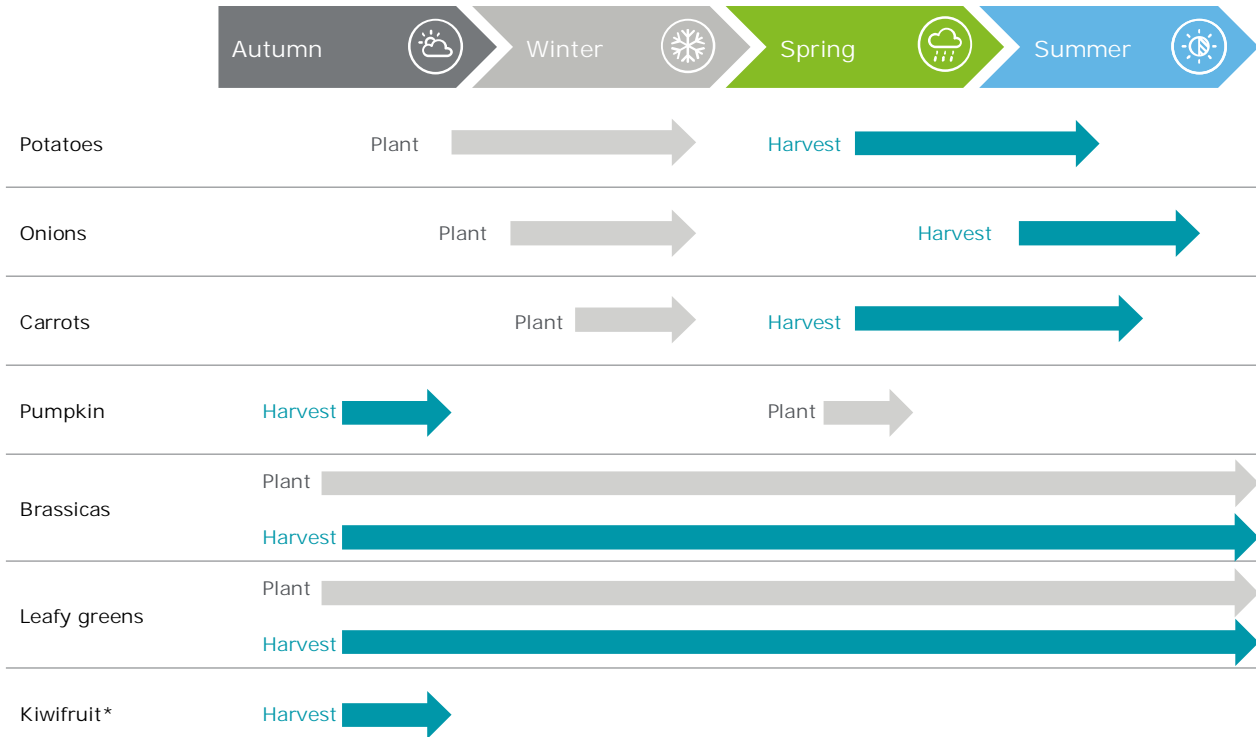 Autumn Winter Spring Summer
Potatoes Plant Harvest
Onions Plant Harvest
Carrots Plant Harvest
Pumpkin Harvest Plant
Plant
Brassicas
Harvest
Plant
Leafy greens
Harvest
Kiwifruit* Harvest